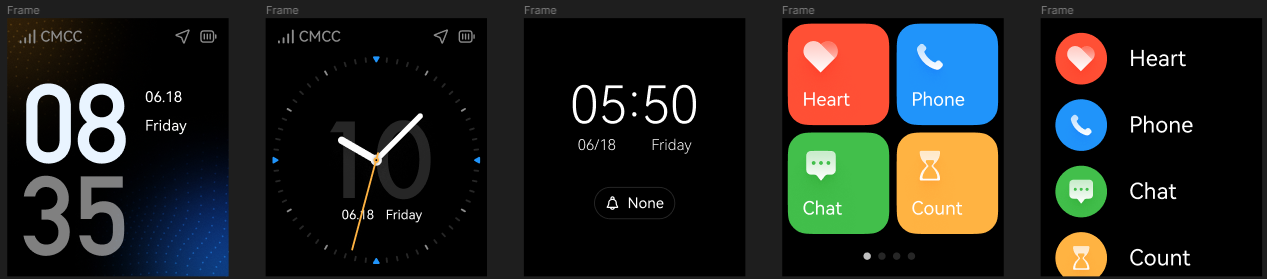 Frame
CMCC
08
06.18
Friday
35
Frame
CMCC
10
06.18 Friday
Frame
05:50
06/18 Friday
None
Frame
Heart
Phone
Chat
Count
Frame
Heart
Phone
Chat
Count